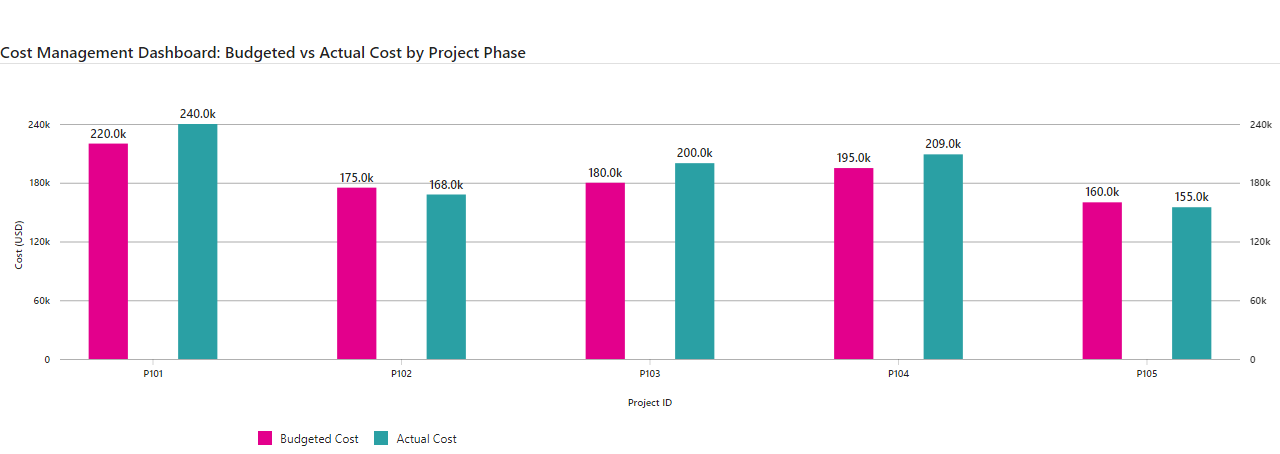 Cost Management Dashboard: Budgeted vs Actual Cost by Project Phase
240.0k
240k 240k
220.0k
209.0k
200.0k
195.0k
180.0k
175.0k
168.0k
180k 180k
160.0k
155.0k
Cost (USD)
120k 120k
60k 60k
0 0
P101 P102 P103 P104 P105
Project ID
Budgeted Cost Actual Cost